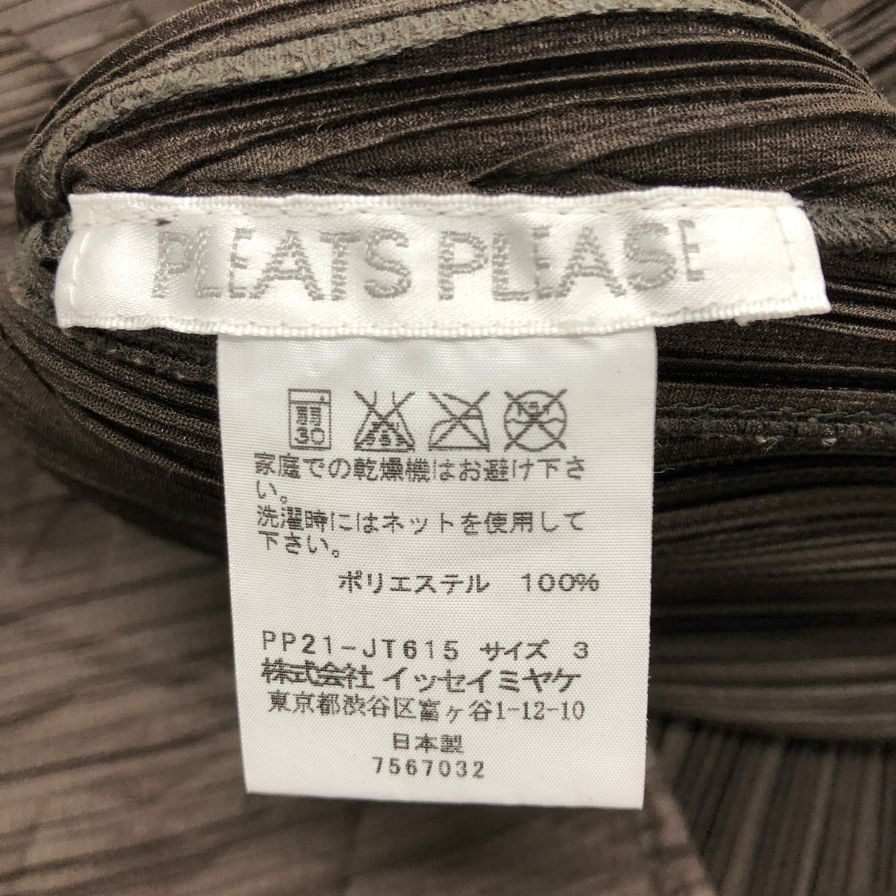 PLEATS PLEASE
30
家庭での乾燥機はお避け下さ
い。
洗濯時にはネットを使用して
下さい。
ポリエステル 100%
PP21-JT615 サイズ 3
株式会社 イッセイミヤケ
東京都渋谷区富ヶ谷1-12-10
日本製
7567032